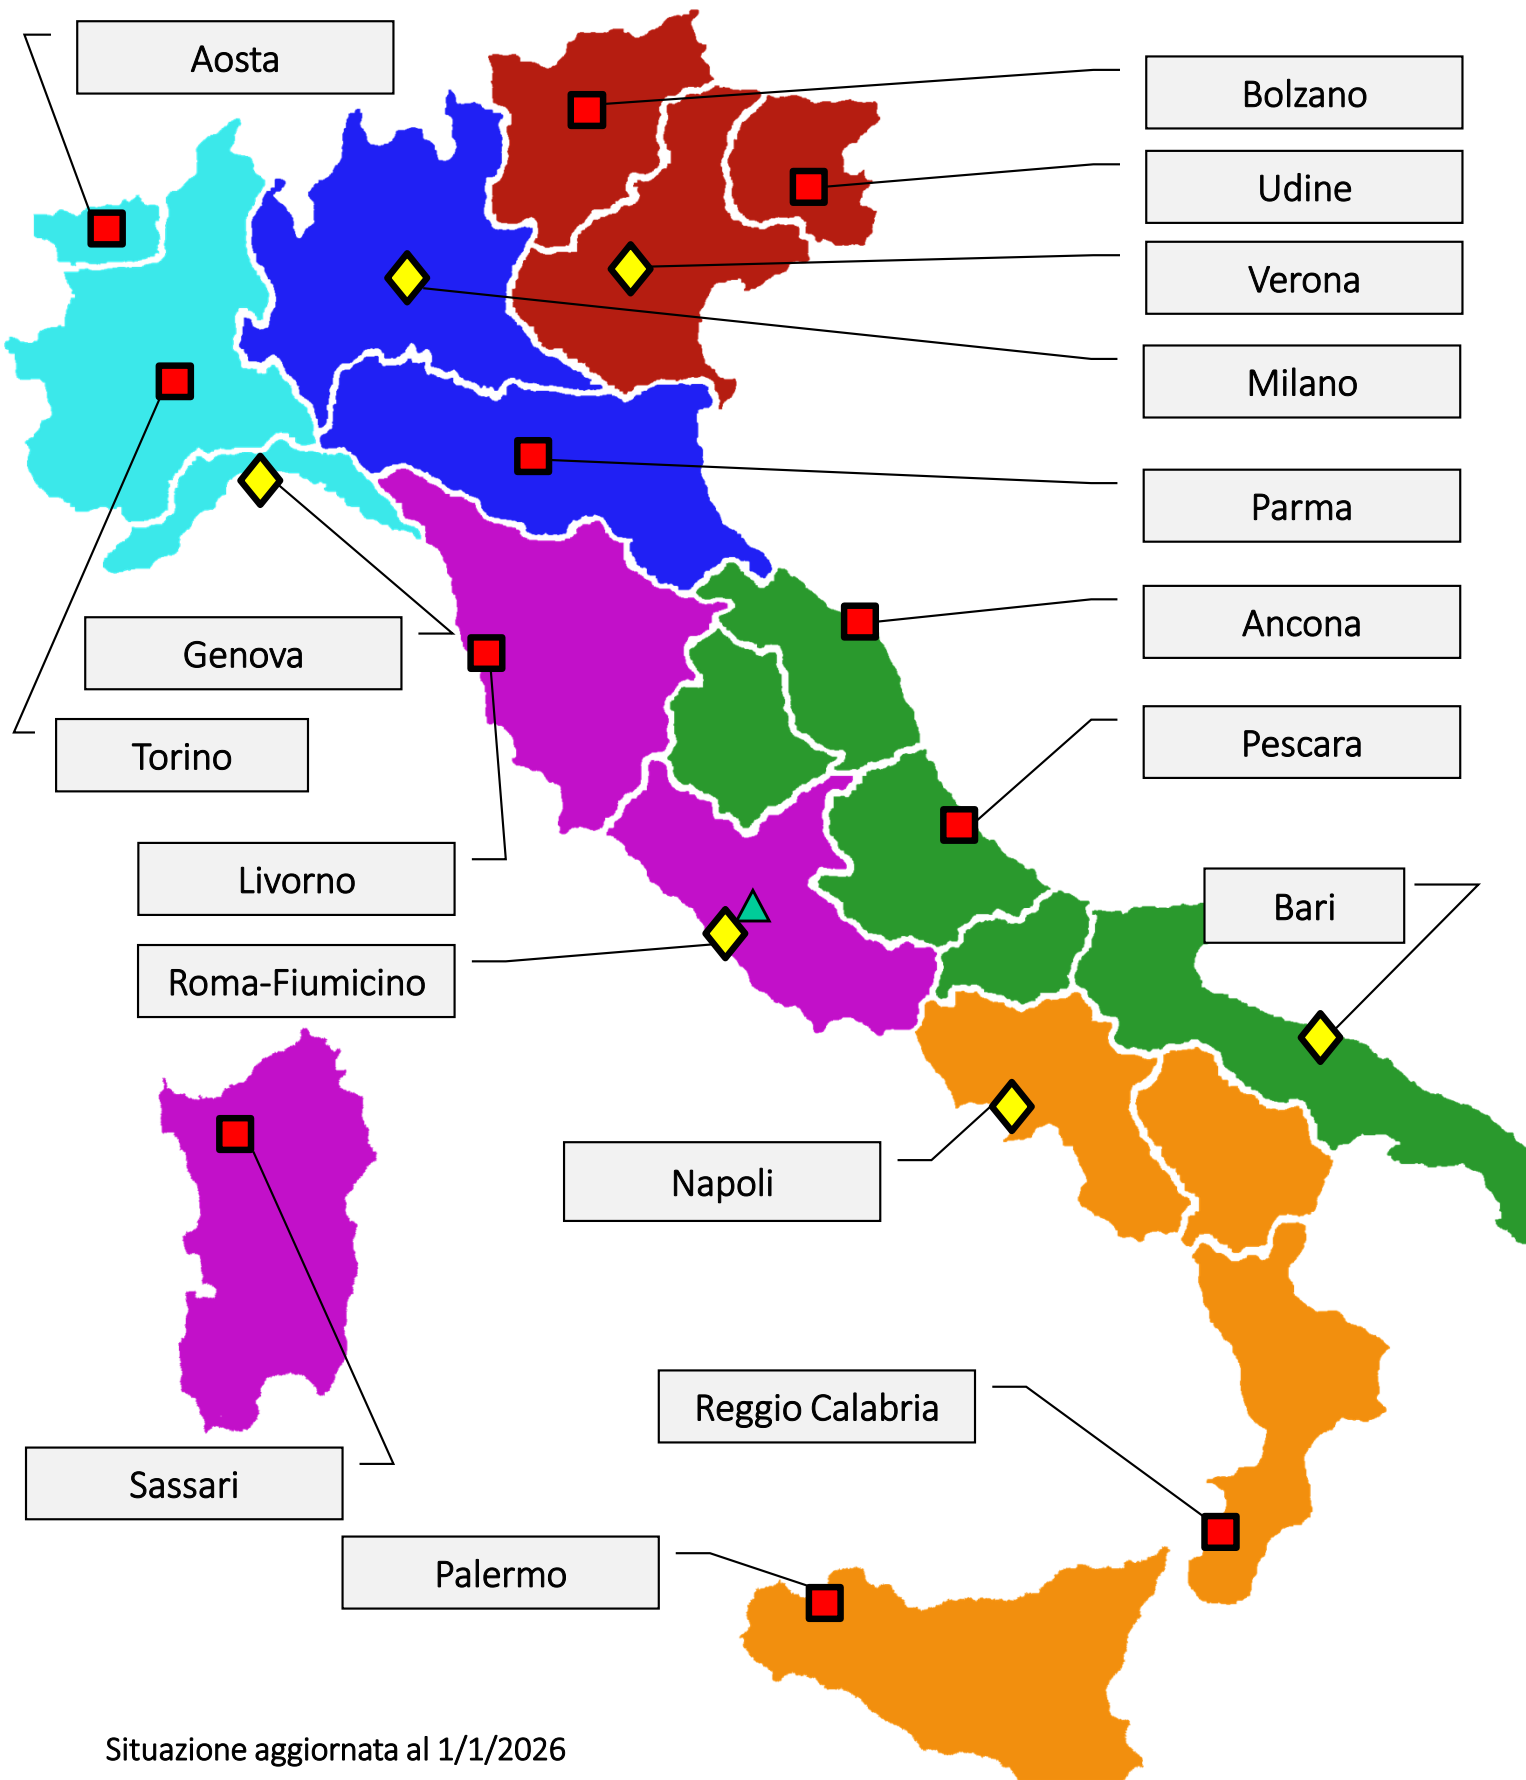 Aosta
Bolzano
Udine
Verona
Milano
Parma
Ancona
Genova
Torino
Pescara
Livorno
Bari
Roma-Fiumicino
Napoli
Reggio Calabria
Sassari
Palermo
Situazione aggiornata al 1/1/2026